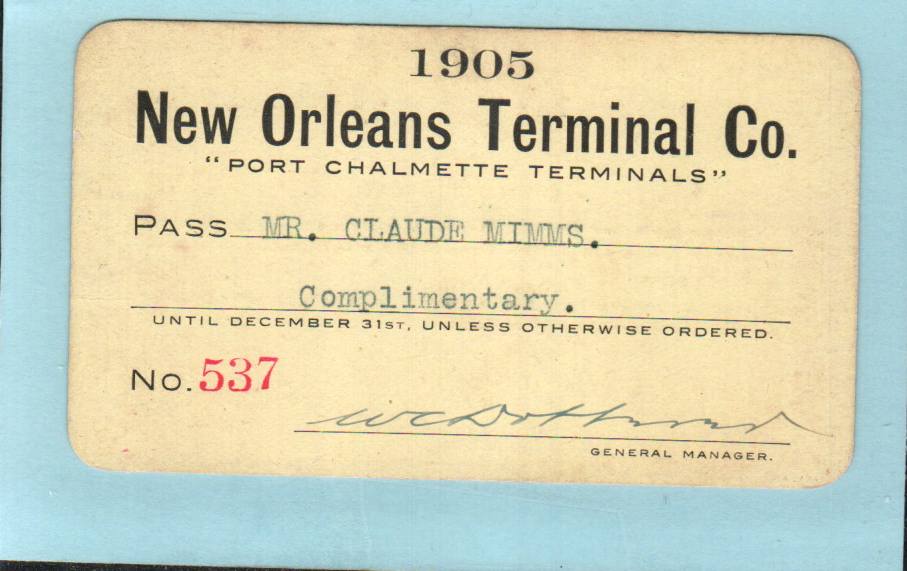 1905
New Orleans Terminal Co.
“PORT CHALMETTE TERMINALS”
PASS MR. CLAUDE MIMMS.
Complimentary.
UNTIL DECEMBER 31ST, UNLESS OTHERWISE ORDERED.
No. 537
GENERAL MANAGER.